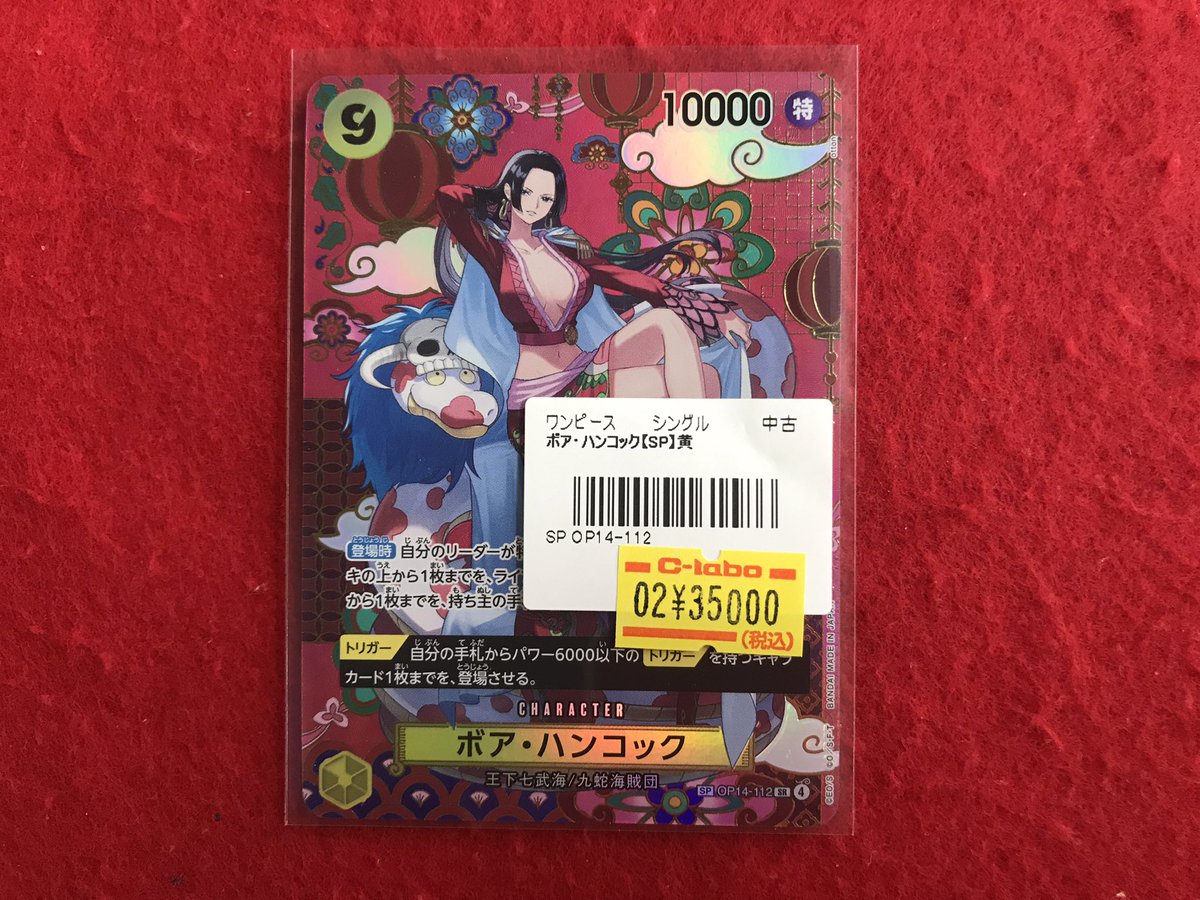 9
10000 特
ワンピース シングル 中古
ボア・ハンコック【SP】黄
SP OP14-112
C-labo
02¥35000
(税込)
登場時 自分のリーダーが
キの上から1枚までを、ライ
から1枚までを、持ち主の手
トリガー 自分の手札からパワー6000以下の トリガー を持つキャラ
カード1枚までを、登場させる。
CHARACTER
ボア・ハンコック
王下七武海/九蛇海賊団
SP OP14-112 SR 4
BANDAI MADE IN JAPAN